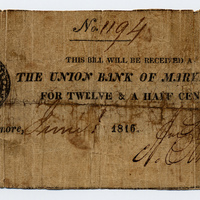 No. 1194
THIS BILL WILL BE RECEIVED A
THE UNION BANK OF MARY
FOR TWELVE & A HALF CEN
more, June 1815.